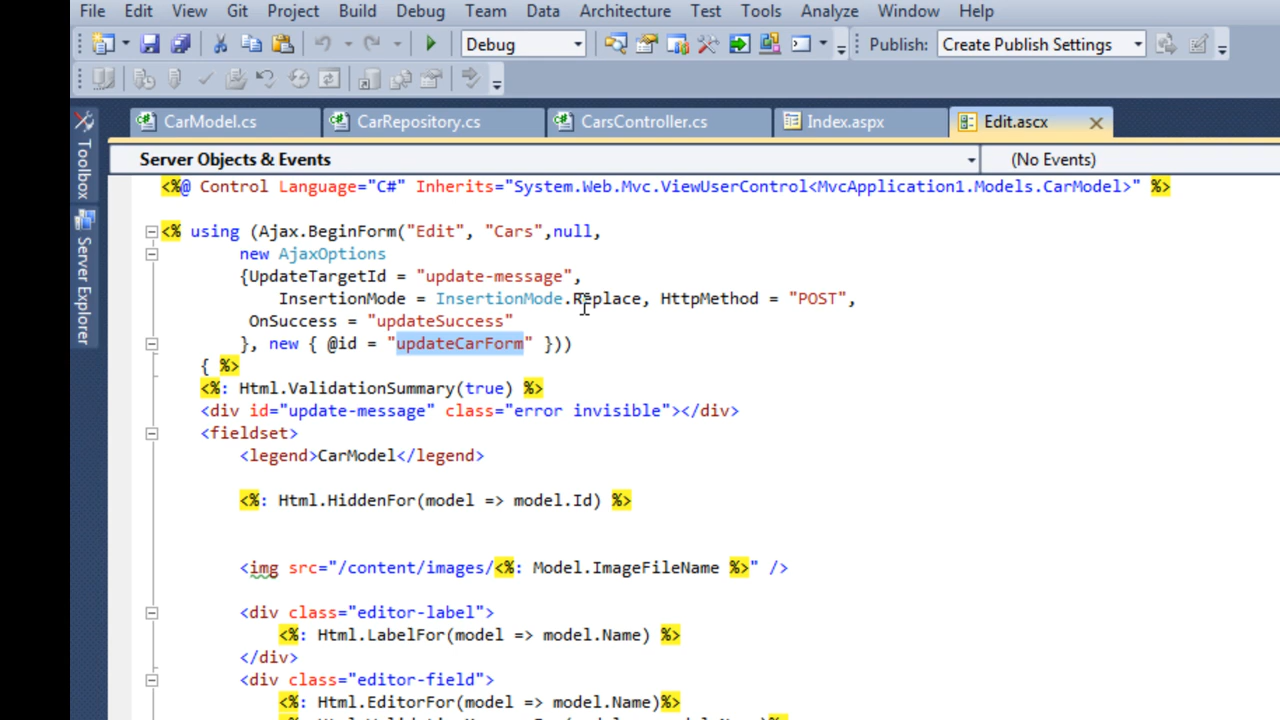 File Edit View Git Project Build Debug Team Data Architecture Test Tools Analyze Window Help
Debug Publish: Create Publish Settings
CarModel.cs CarRepository.cs CarsController.cs Index.aspx Edit.ascx
Toolbox
Server Explorer
Server Objects & Events (No Events)
<%@ Control Language="C#" Inherits="System.Web.Mvc.ViewUserControl<MvcApplication1.Models.CarModel>" %>
<% using (Ajax.BeginForm("Edit", "Cars",null,
new AjaxOptions
{UpdateTargetId = "update-message",
InsertionMode = InsertionMode.Replace, HttpMethod = "POST",
OnSuccess = "updateSuccess"
}, new { @id = "updateCarForm" }))
{ %>
<%: Html.ValidationSummary(true) %>
<div id="update-message" class="error invisible"></div>
<fieldset>
<legend>CarModel</legend>
<%: Html.HiddenFor(model => model.Id) %>
<img src="/content/images/<%: Model.ImageFileName %>" />
<div class="editor-label">
<%: Html.LabelFor(model => model.Name) %>
</div>
<div class="editor-field">
<%: Html.EditorFor(model => model.Name)%>